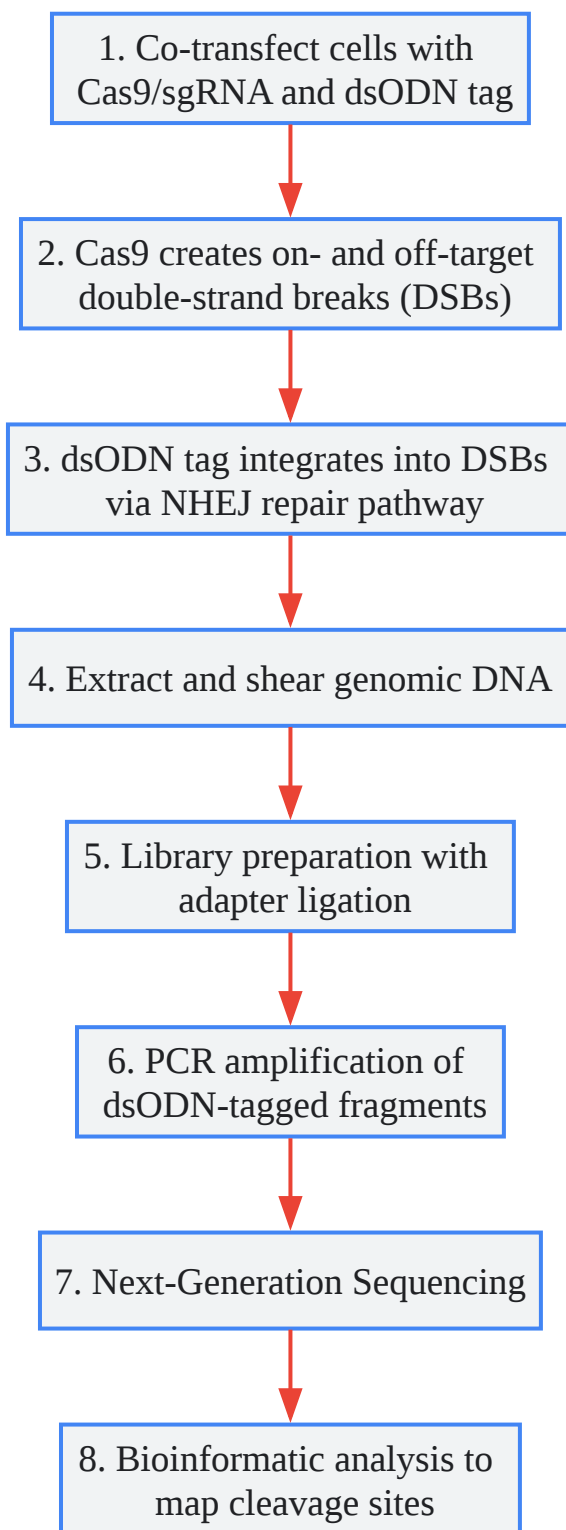 1. Co-transfect cells with
Cas9/sgRNA and dsODN tag
2. Cas9 creates on- and off-target
double-strand breaks (DSBs)
3. dsODN tag integrates into DSBs
via NHEJ repair pathway
4. Extract and shear genomic DNA
5. Library preparation with
adapter ligation
6. PCR amplification of
dsODN-tagged fragments
7. Next-Generation Sequencing
8. Bioinformatic analysis to
map cleavage sites